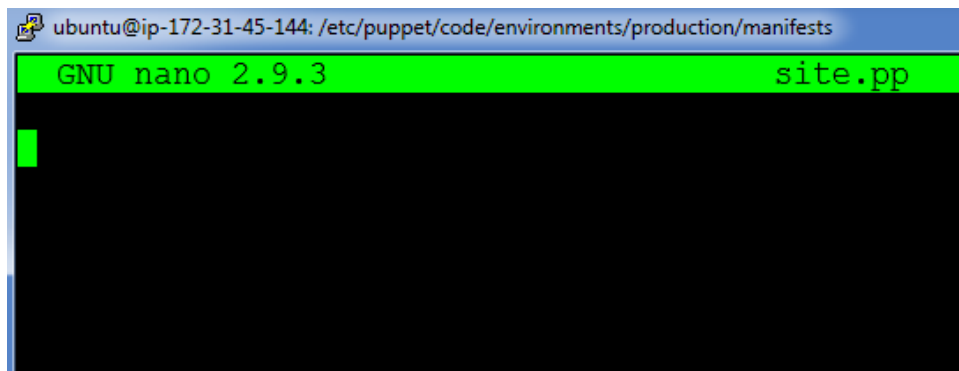 ubuntu@ip-172-31-45-144: /etc/puppet/code/environments/production/manifests
GNU nano 2.9.3 site.pp